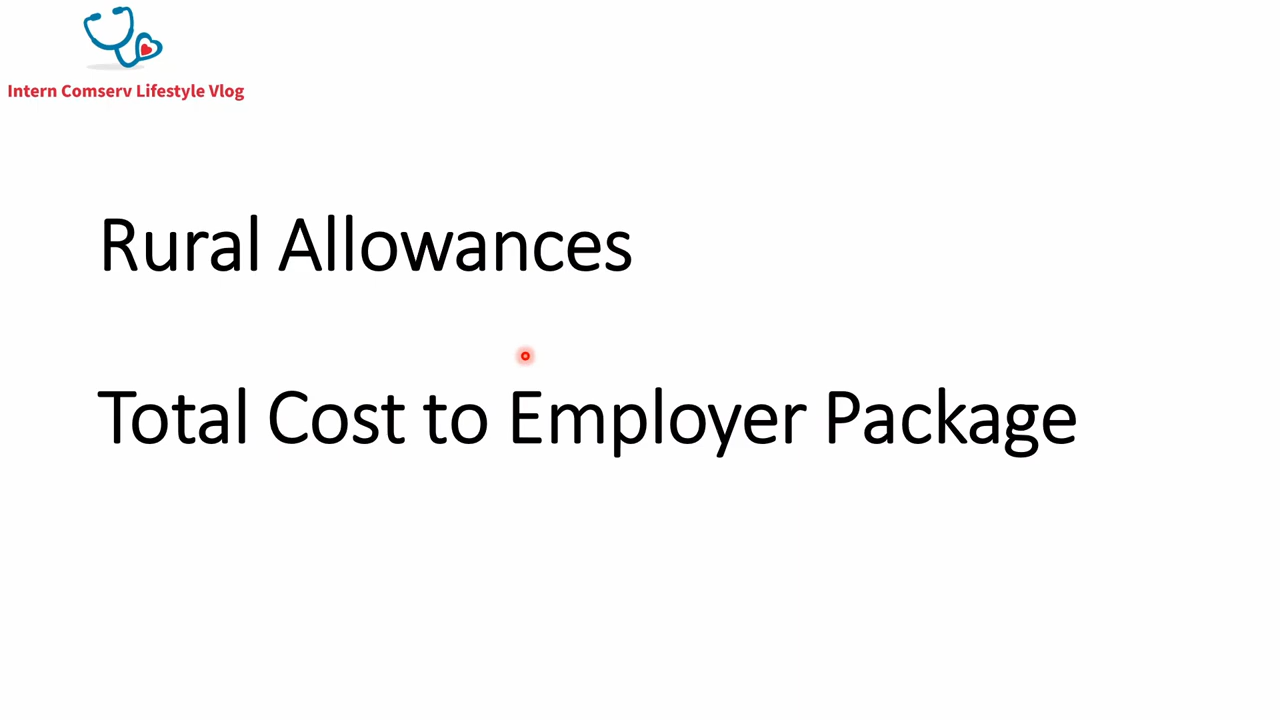 Intern Comserv Lifestyle Vlog
Rural Allowances
Total Cost to Employer Package